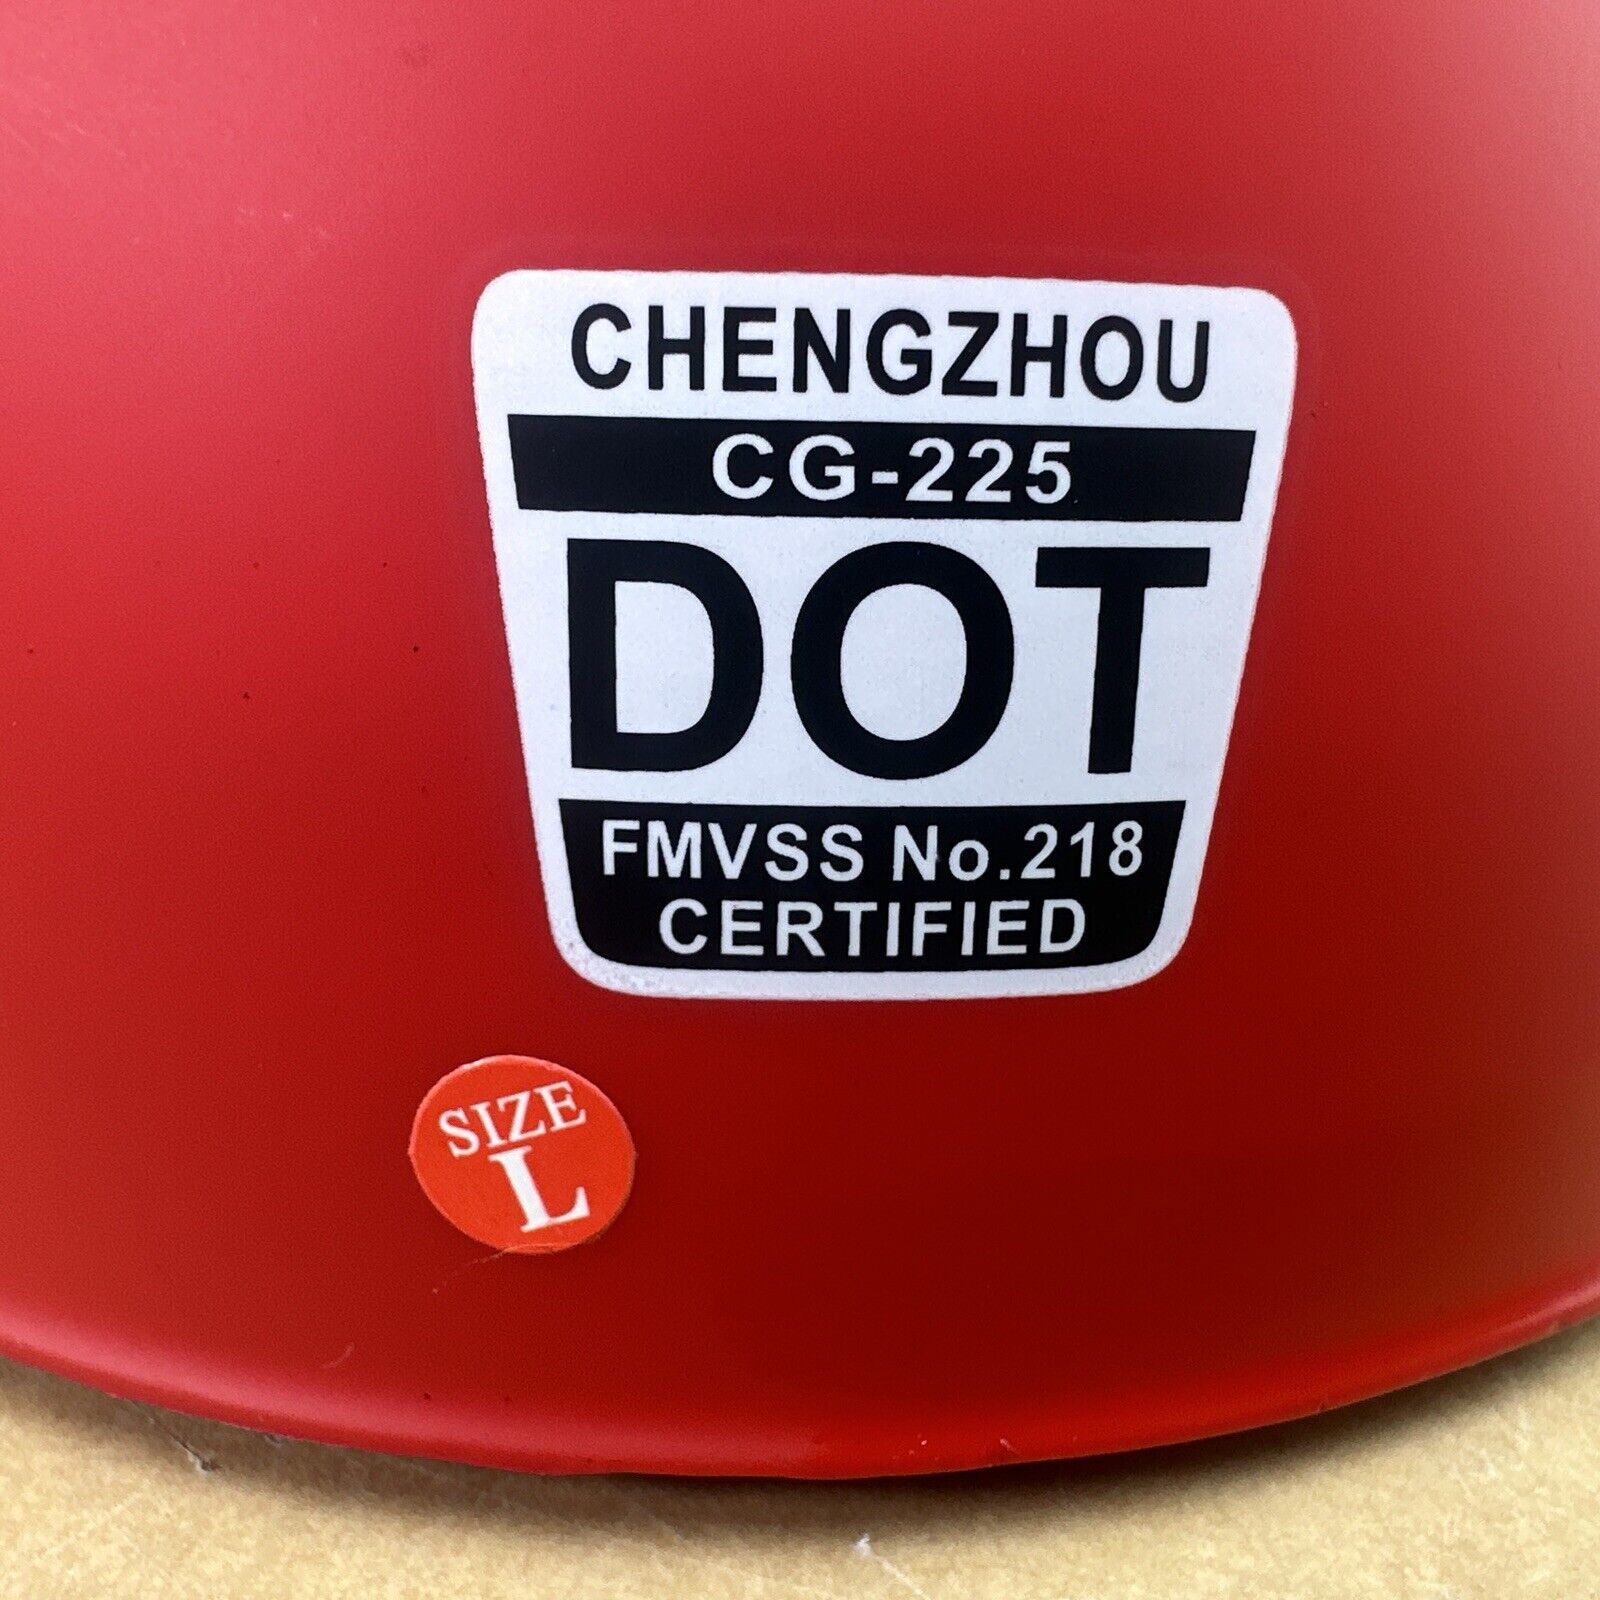 CHENGZHOU
CG-225
DOT
FMVSS No.218
CERTIFIED
SIZE
L